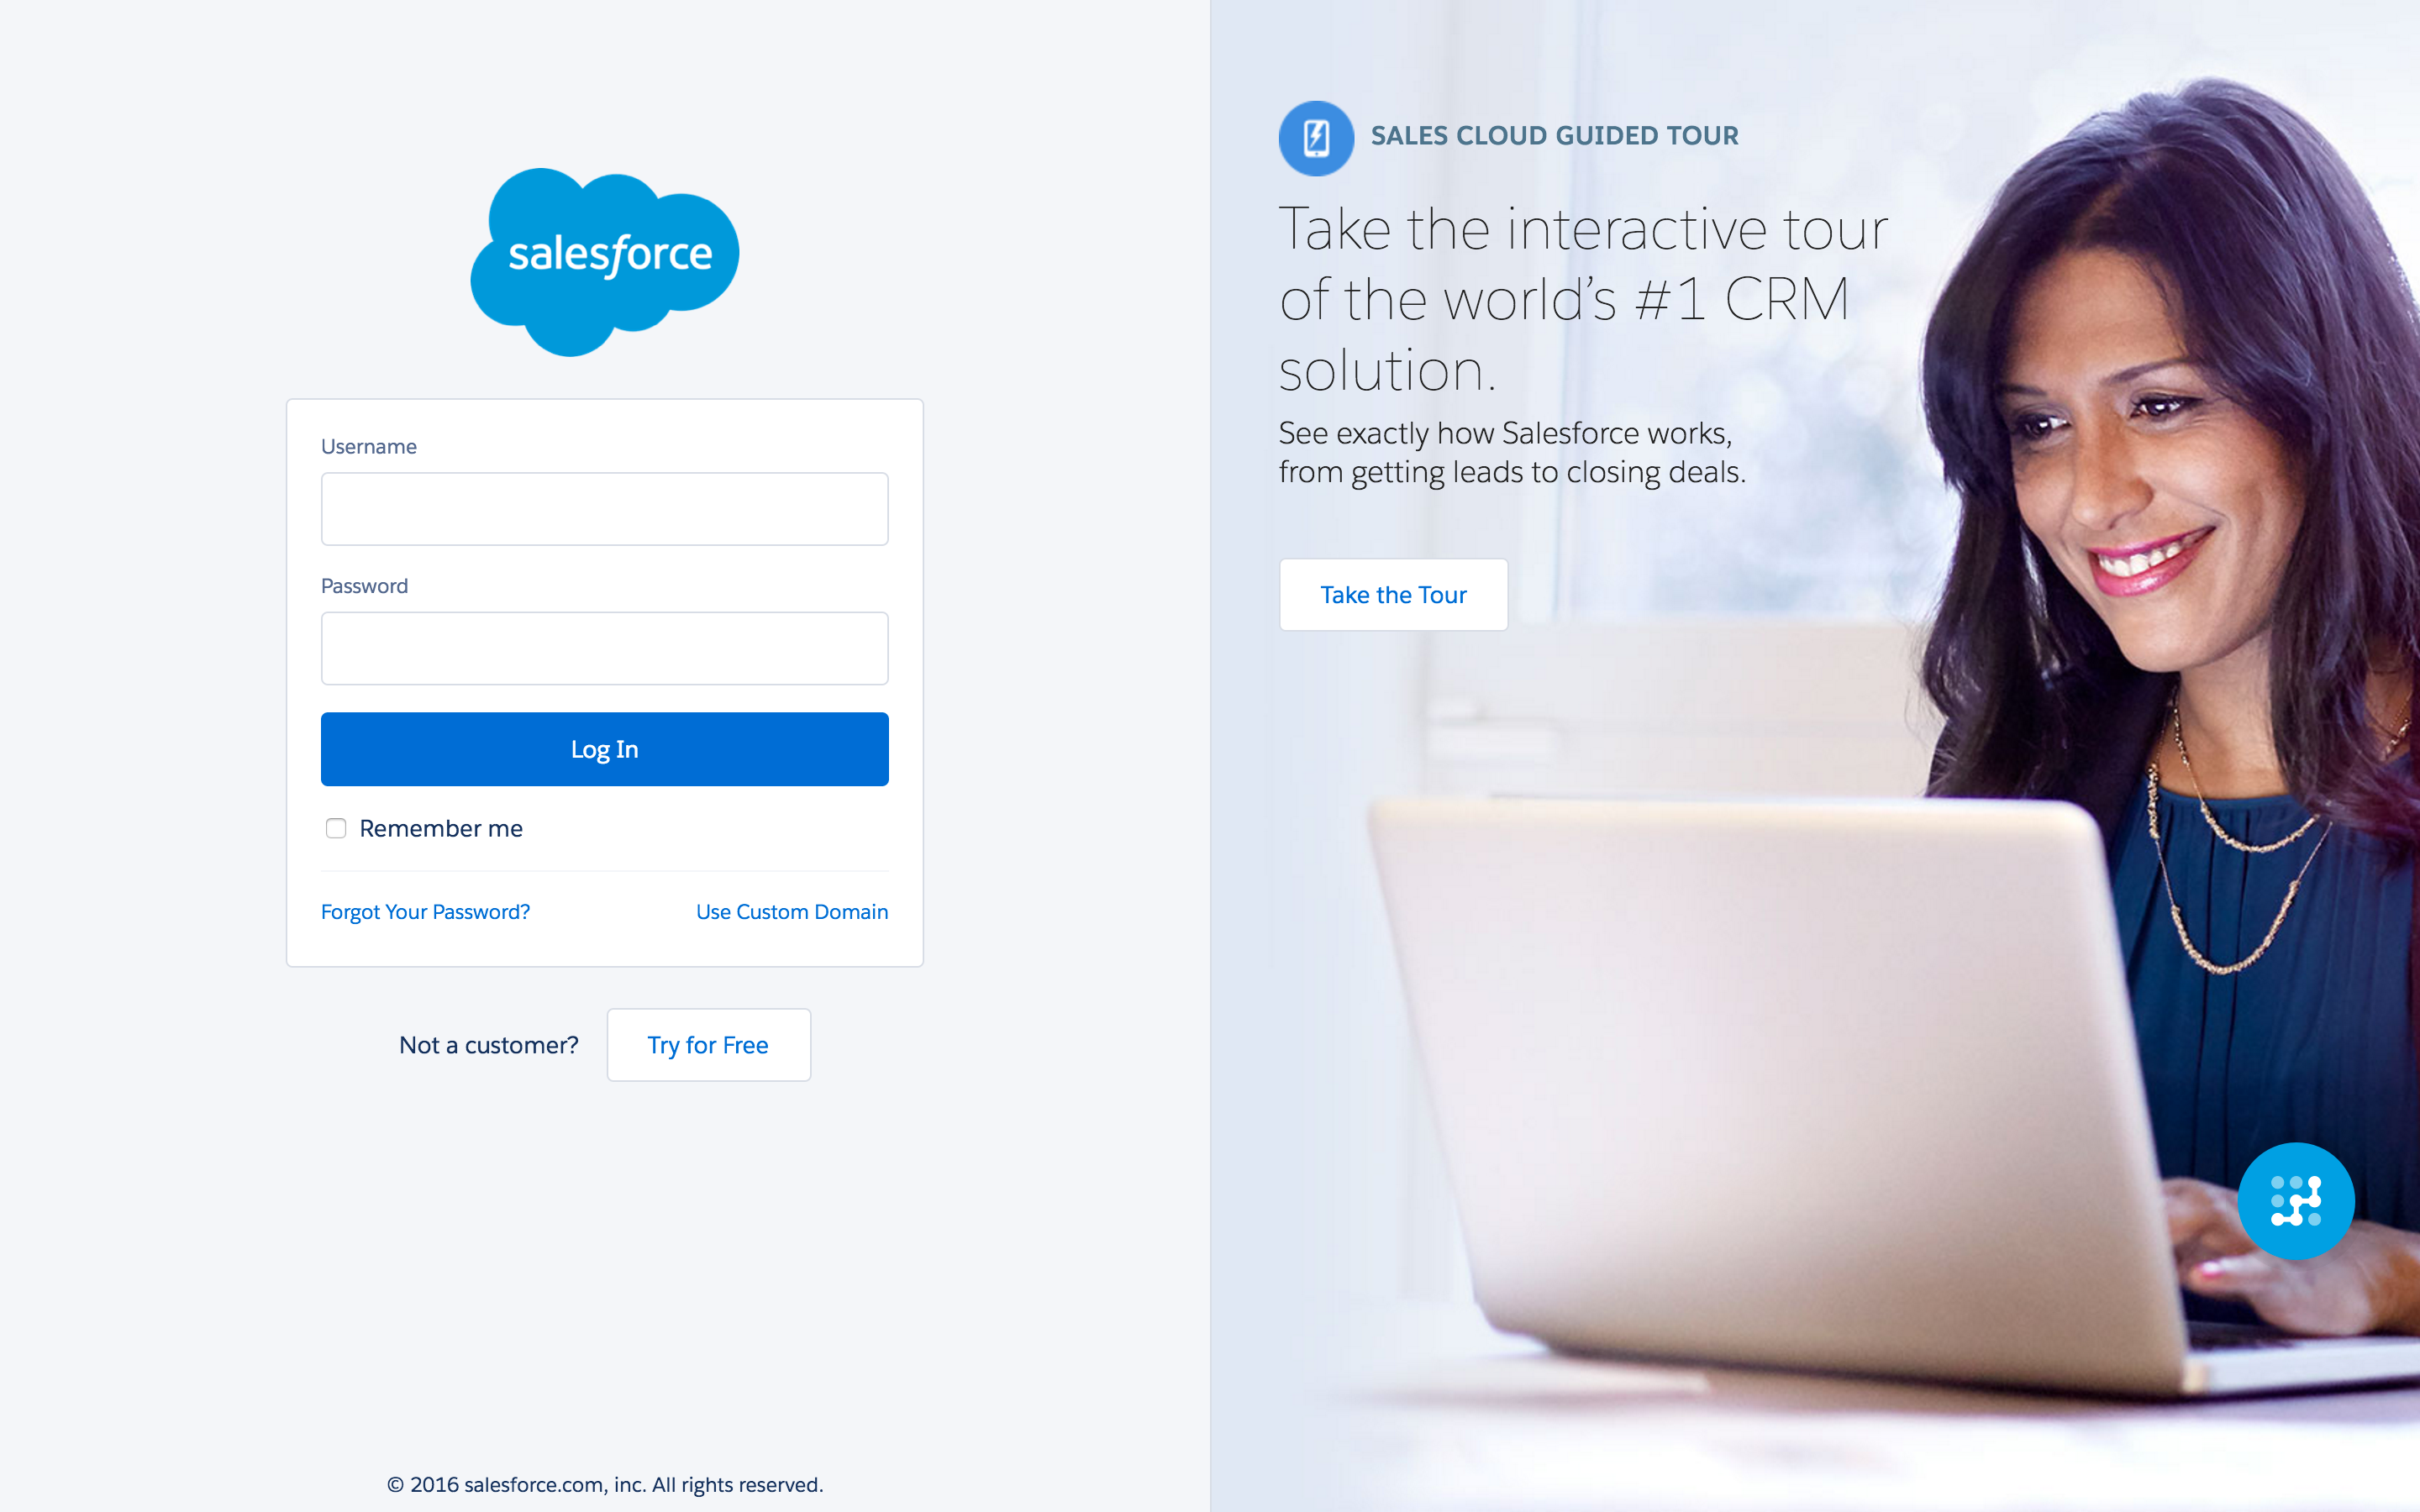 salesforce
Username
Password
Log In
Remember me
Forgot Your Password?
Use Custom Domain
Not a customer?
Try for Free
© 2016 salesforce.com, inc. All rights reserved.
SALES CLOUD GUIDED TOUR
Take the interactive tour
of the world’s #1 CRM
solution.
See exactly how Salesforce works,
from getting leads to closing deals.
Take the Tour